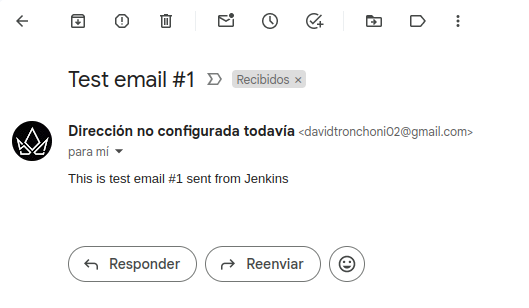 Test email #1 Recibidos ×
Dirección no configurada todavía <davidtronchoni02@gmail.com>
para mí
This is test email #1 sent from Jenkins
Responder Reenviar